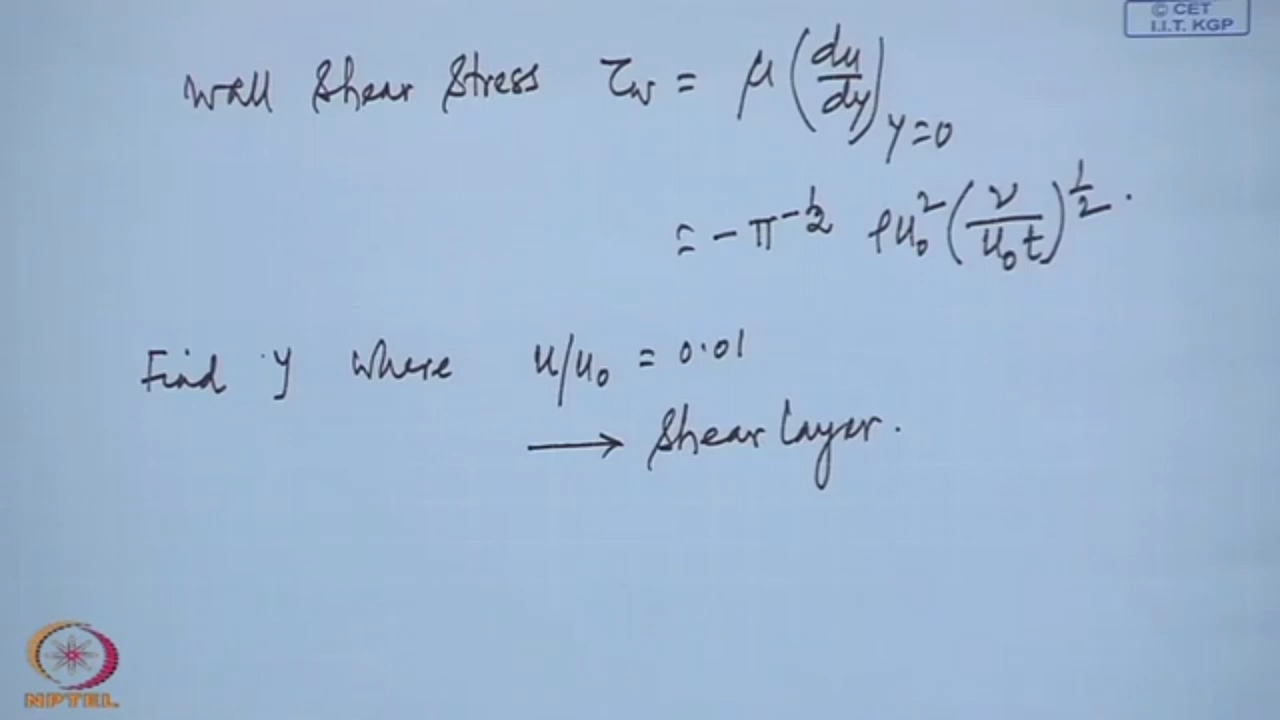 © CET
I.I.T. KGP
Wall Shear Stress τw = μ (du/dy)y=0
= - π^-1/2 ρu0^2 (ν/u0t)^1/2.
Find y where u/u0 = 0.01
→ Shear layer.
NPTEL